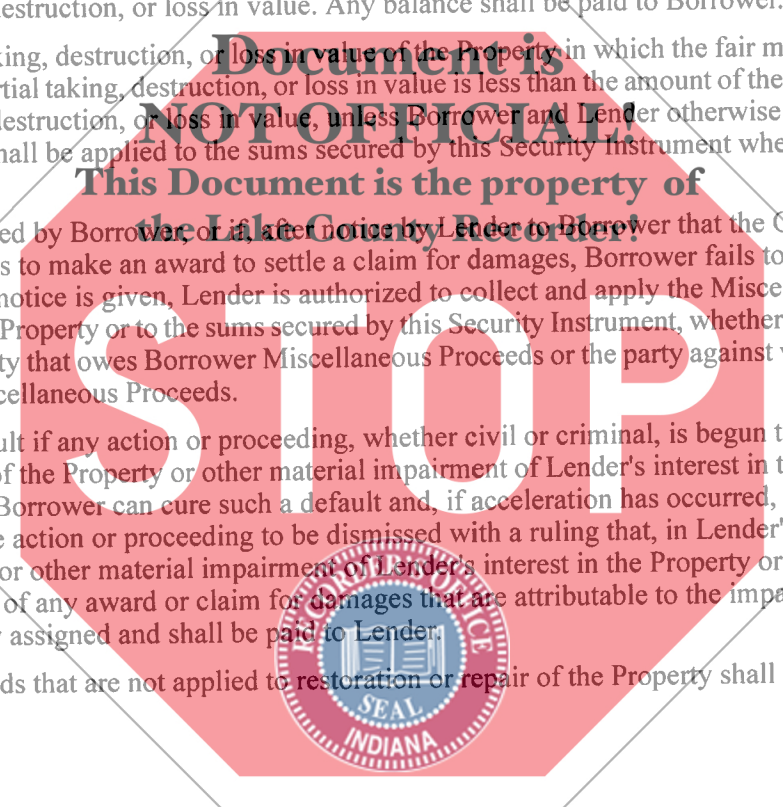 estruction, or loss in value. Any balance shall be paid to Borrower.
king, destruction, or loss in value of the Property in which the fair m
rtial taking, destruction, or loss in value is less than the amount of the
destruction, or loss in value, unless Borrower and Lender otherwise
hall be applied to the sums secured by this Security Instrument whe
Document is
NOT OFFICIAL!
This Document is the property of
the Lake County Recorder!
ed by Borrower, or if, after notice by Lender to Borrower that the O
s to make an award to settle a claim for damages, Borrower fails to
notice is given, Lender is authorized to collect and apply the Misce
Property or to the sums secured by this Security Instrument, whether
ty that owes Borrower Miscellaneous Proceeds or the party against
cellaneous Proceeds.
STOP
ult if any action or proceeding, whether civil or criminal, is begun t
of the Property or other material impairment of Lender's interest in t
Borrower can cure such a default and, if acceleration has occurred,
e action or proceeding to be dismissed with a ruling that, in Lender'
or other material impairment of Lender's interest in the Property or
of any award or claim for damages that are attributable to the impa
assigned and shall be paid to Lender.
ds that are not applied to restoration or repair of the Property shall
RECORDER'S OFFICE
SEAL
INDIANA